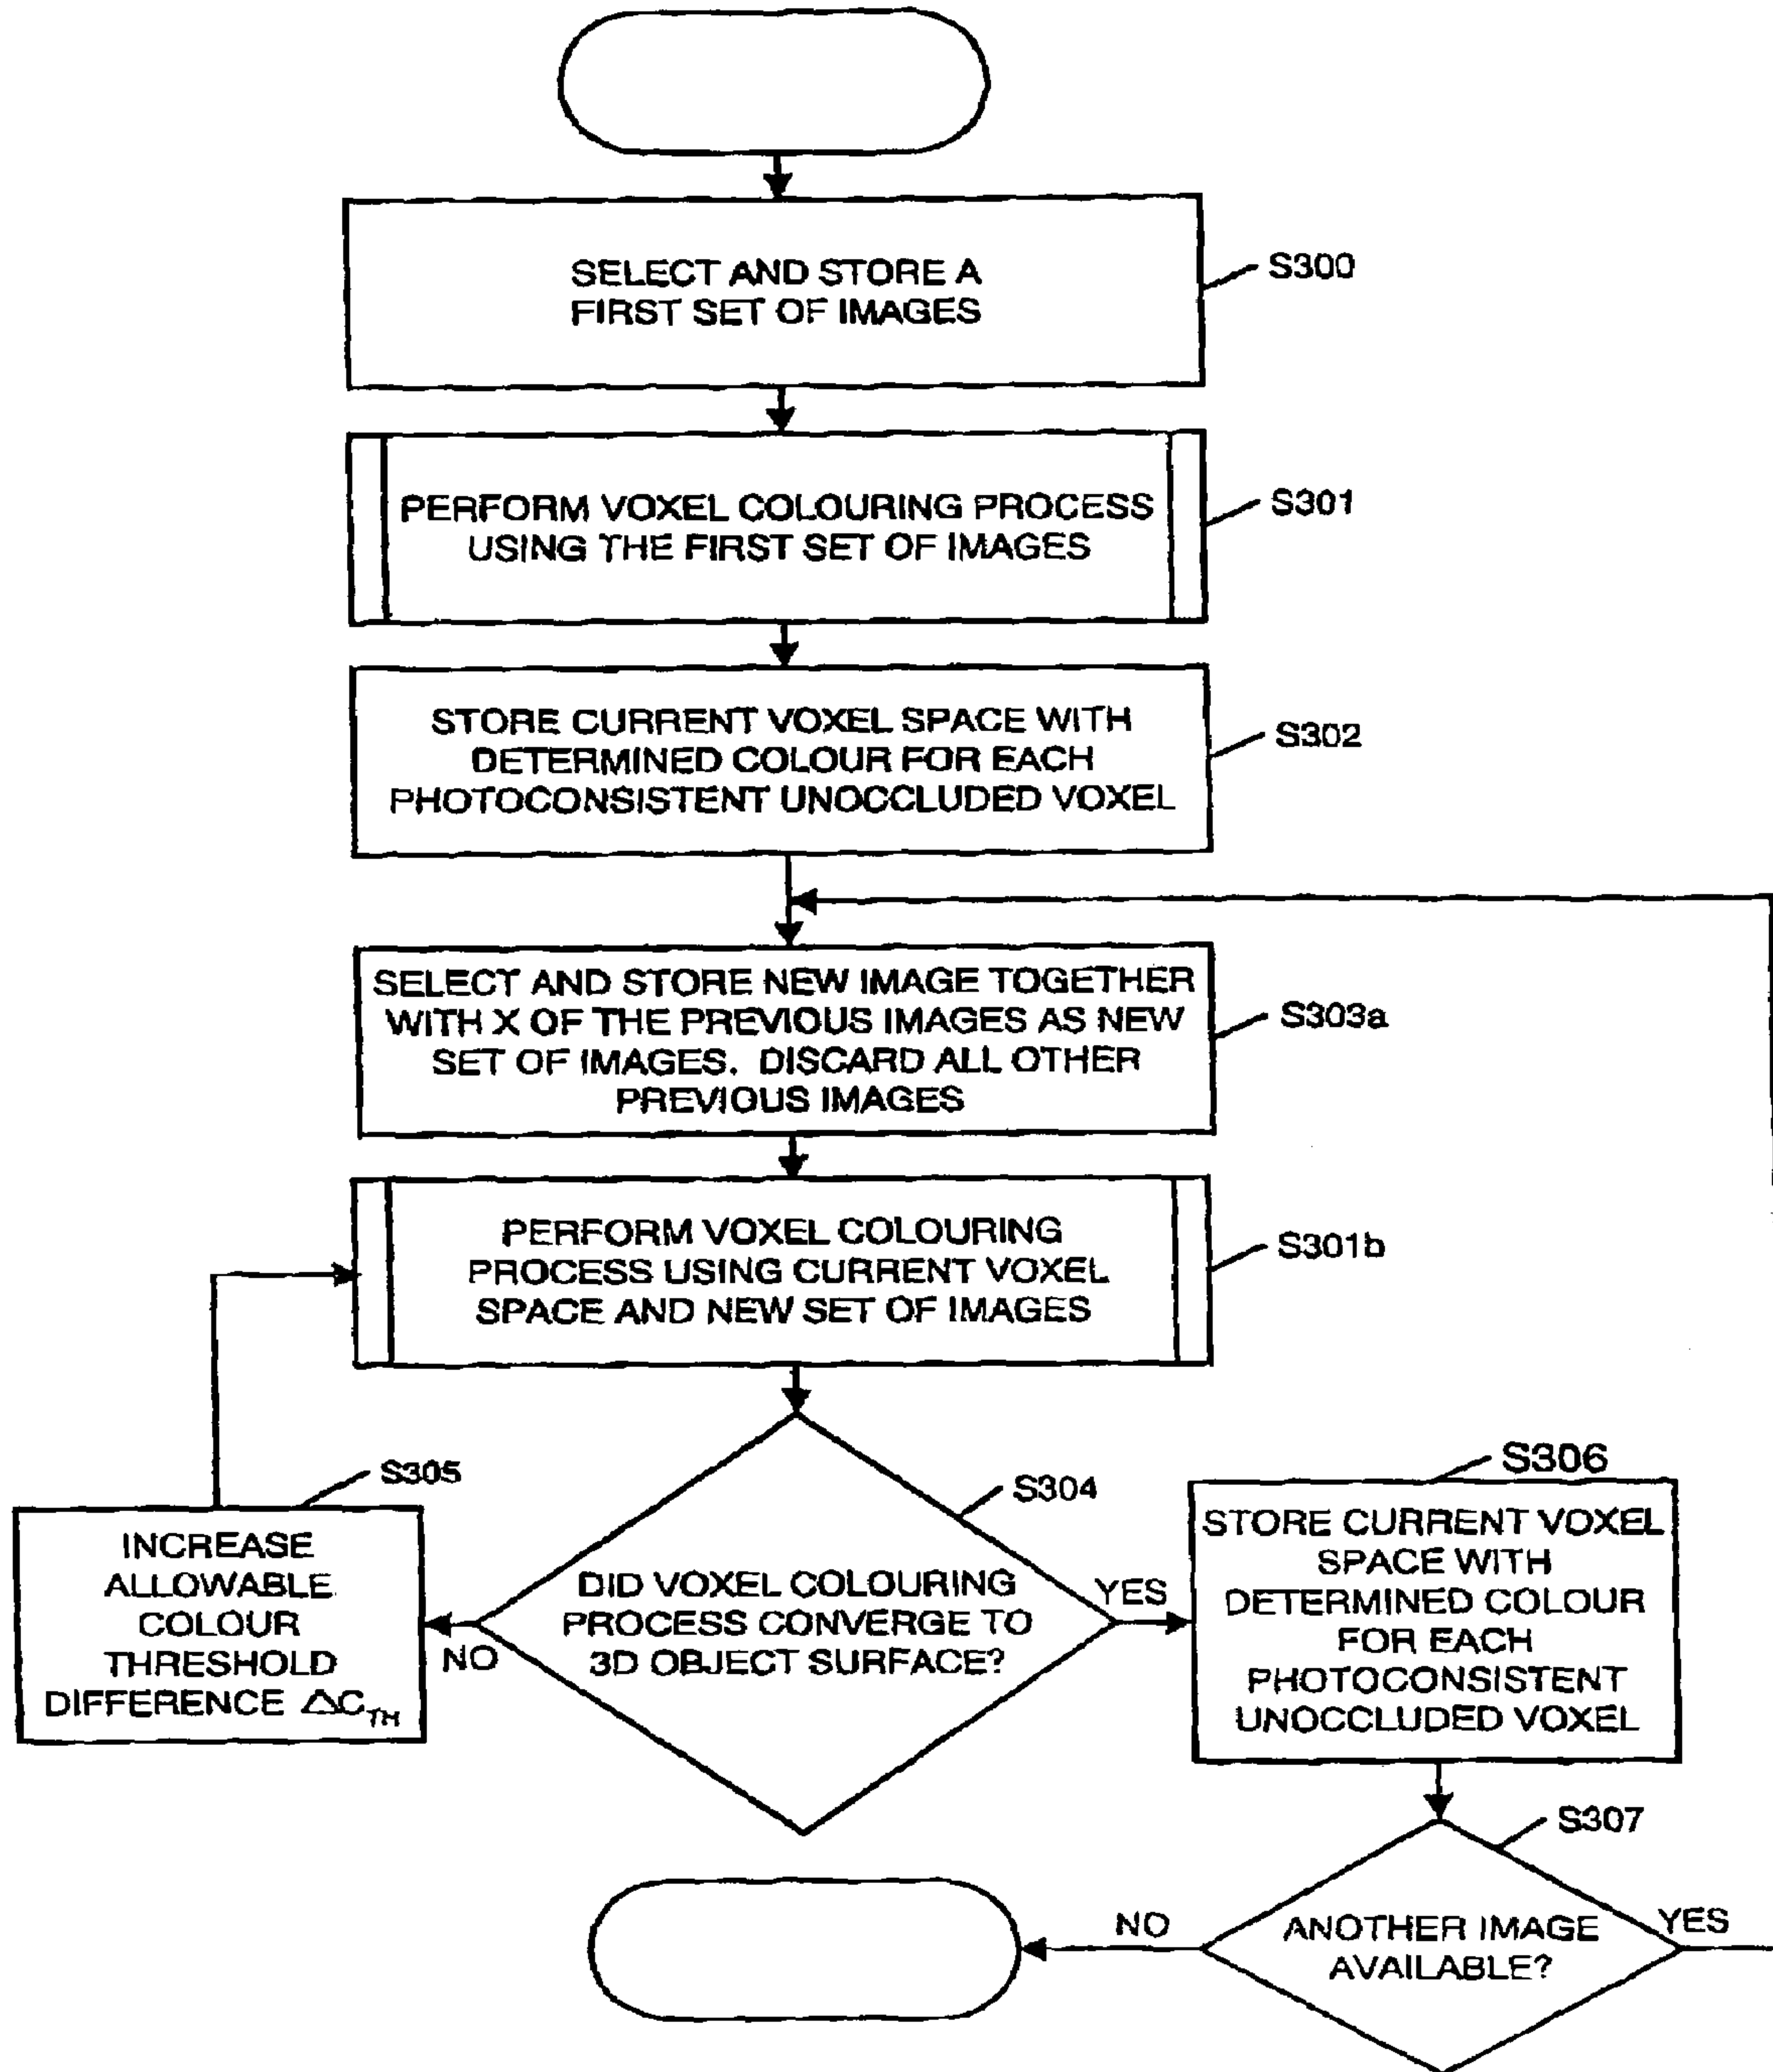 SELECT AND STORE A
FIRST SET OF IMAGES
S300
PERFORM VOXEL COLOURING PROCESS
USING THE FIRST SET OF IMAGES
S301
STORE CURRENT VOXEL SPACE WITH
DETERMINED COLOUR FOR EACH
PHOTOCONSISTENT UNOCCLUDED VOXEL
S302
SELECT AND STORE NEW IMAGE TOGETHER
WITH X OF THE PREVIOUS IMAGES AS NEW
SET OF IMAGES. DISCARD ALL OTHER
PREVIOUS IMAGES
S303a
PERFORM VOXEL COLOURING
PROCESS USING CURRENT VOXEL
SPACE AND NEW SET OF IMAGES
S301b
S305
INCREASE
ALLOWABLE
COLOUR
THRESHOLD
DIFFERENCE ΔC_TH
NO
S304
DID VOXEL COLOURING
PROCESS CONVERGE TO
3D OBJECT SURFACE?
YES
S306
STORE CURRENT VOXEL
SPACE WITH
DETERMINED COLOUR
FOR EACH
PHOTOCONSISTENT
UNOCCLUDED VOXEL
S307
NO
ANOTHER IMAGE
AVAILABLE?
YES